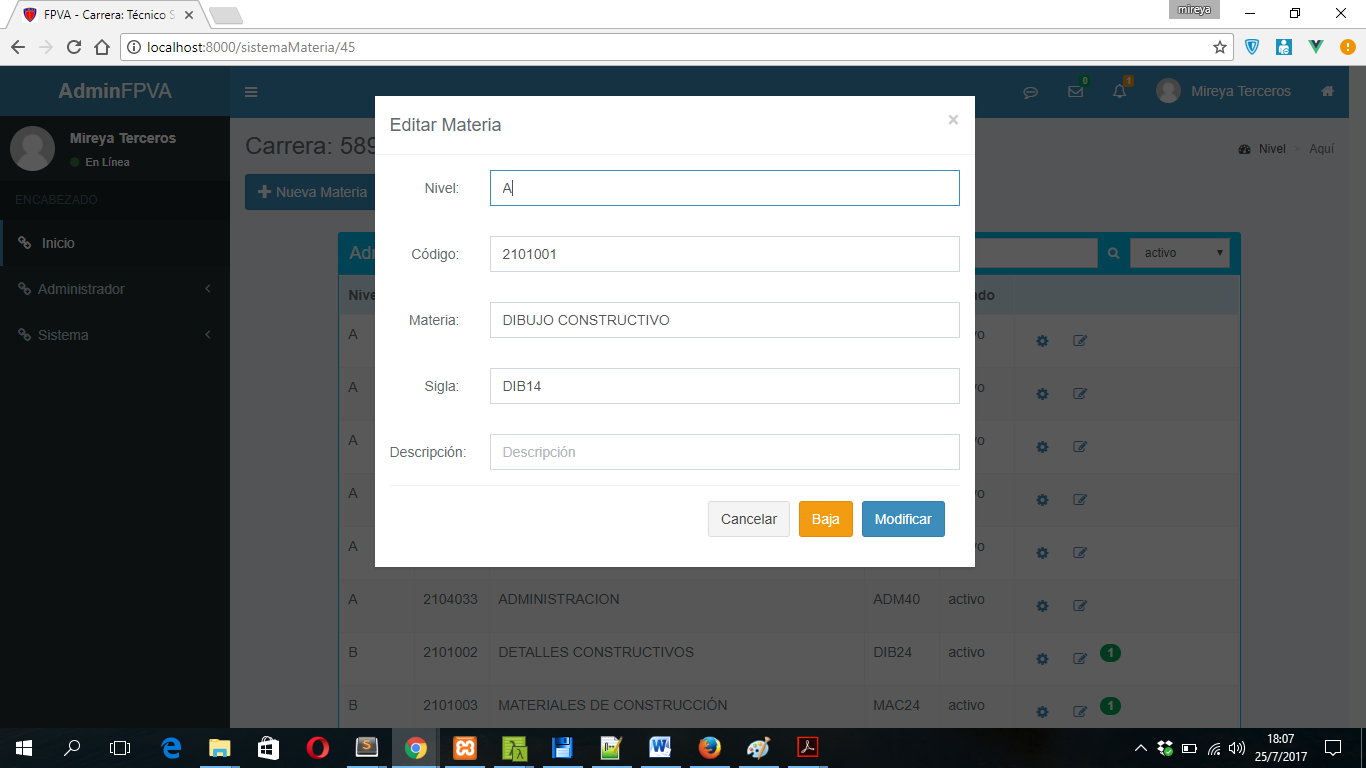 FPVA - Carrera: Técnico S
mireya
localhost:8000/sistemaMateria/45
AdminFPVA
0
1
Mireya Terceros
Mireya Terceros
En Línea
ENCABEZADO
Inicio
Administrador
Sistema
Carrera: 589
Nivel > Aquí
Nueva Materia
activo
Editar Materia
×
Nivel: A
Código: 2101001
Materia: DIBUJO CONSTRUCTIVO
Sigla: DIB14
Descripción: Descripción
Cancelar Baja Modificar
A
A
A
A
A
A 2104033 ADMINISTRACION ADM40 activo
B 2101002 DETALLES CONSTRUCTIVOS DIB24 activo 1
B 2101003 MATERIALES DE CONSTRUCCIÓN MAC24 activo 1
18:07
25/7/2017